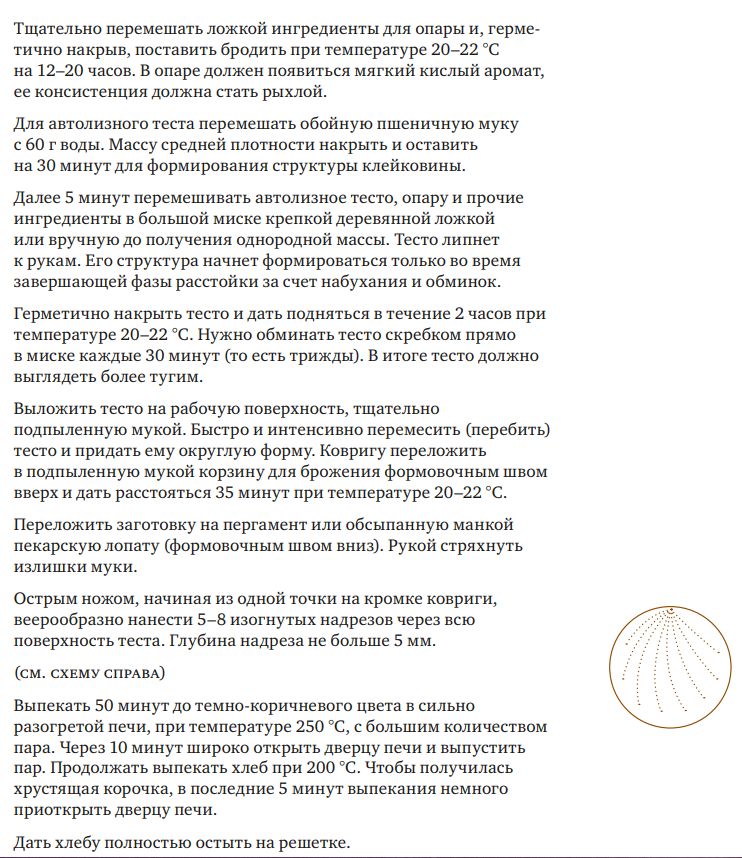 Тщательно перемешать ложкой ингредиенты для опары и, герме-
тично накрыв, поставить бродить при температуре 20–22 °C
на 12–20 часов. В опаре должен появиться мягкий кислый аромат,
ее консистенция должна стать рыхлой.
Для автолизного теста перемешать обойную пшеничную муку
с 60 г воды. Массу средней плотности накрыть и оставить
на 30 минут для формирования структуры клейковины.
Далее 5 минут перемешивать автолизное тесто, опару и прочие
ингредиенты в большой миске крепкой деревянной ложкой
или вручную до получения однородной массы. Тесто липнет
к рукам. Его структура начнет формироваться только во время
завершающей фазы расстойки за счет набухания и обминок.
Герметично накрыть тесто и дать подняться в течение 2 часов при
температуре 20–22 °C. Нужно обминать тесто скребком прямо
в миске каждые 30 минут (то есть трижды). В итоге тесто должно
выглядеть более тугим.
Выложить тесто на рабочую поверхность, тщательно
подпыленную мукой. Быстро и интенсивно перемесить (перебить)
тесто и придать ему округлую форму. Ковригу переложить
в подпыленную мукой корзину для брожения формовочным швом
вверх и дать расстояться 35 минут при температуре 20–22 °C.
Переложить заготовку на пергамент или обсыпанную манкой
пекарскую лопату (формовочным швом вниз). Рукой стряхнуть
излишки муки.
Острым ножом, начиная из одной точки на кромке ковриги,
веерообразно нанести 5–8 изогнутых надрезов через всю
поверхность теста. Глубина надреза не больше 5 мм.
(СМ. СХЕМУ СПРАВА)
Выпекать 50 минут до темно-коричневого цвета в сильно
разогретой печи, при температуре 250 °C, с большим количеством
пара. Через 10 минут широко открыть дверцу печи и выпустить
пар. Продолжать выпекать хлеб при 200 °C. Чтобы получилась
хрустящая корочка, в последние 5 минут выпекания немного
приоткрыть дверцу печи.
Дать хлебу полностью остыть на решетке.